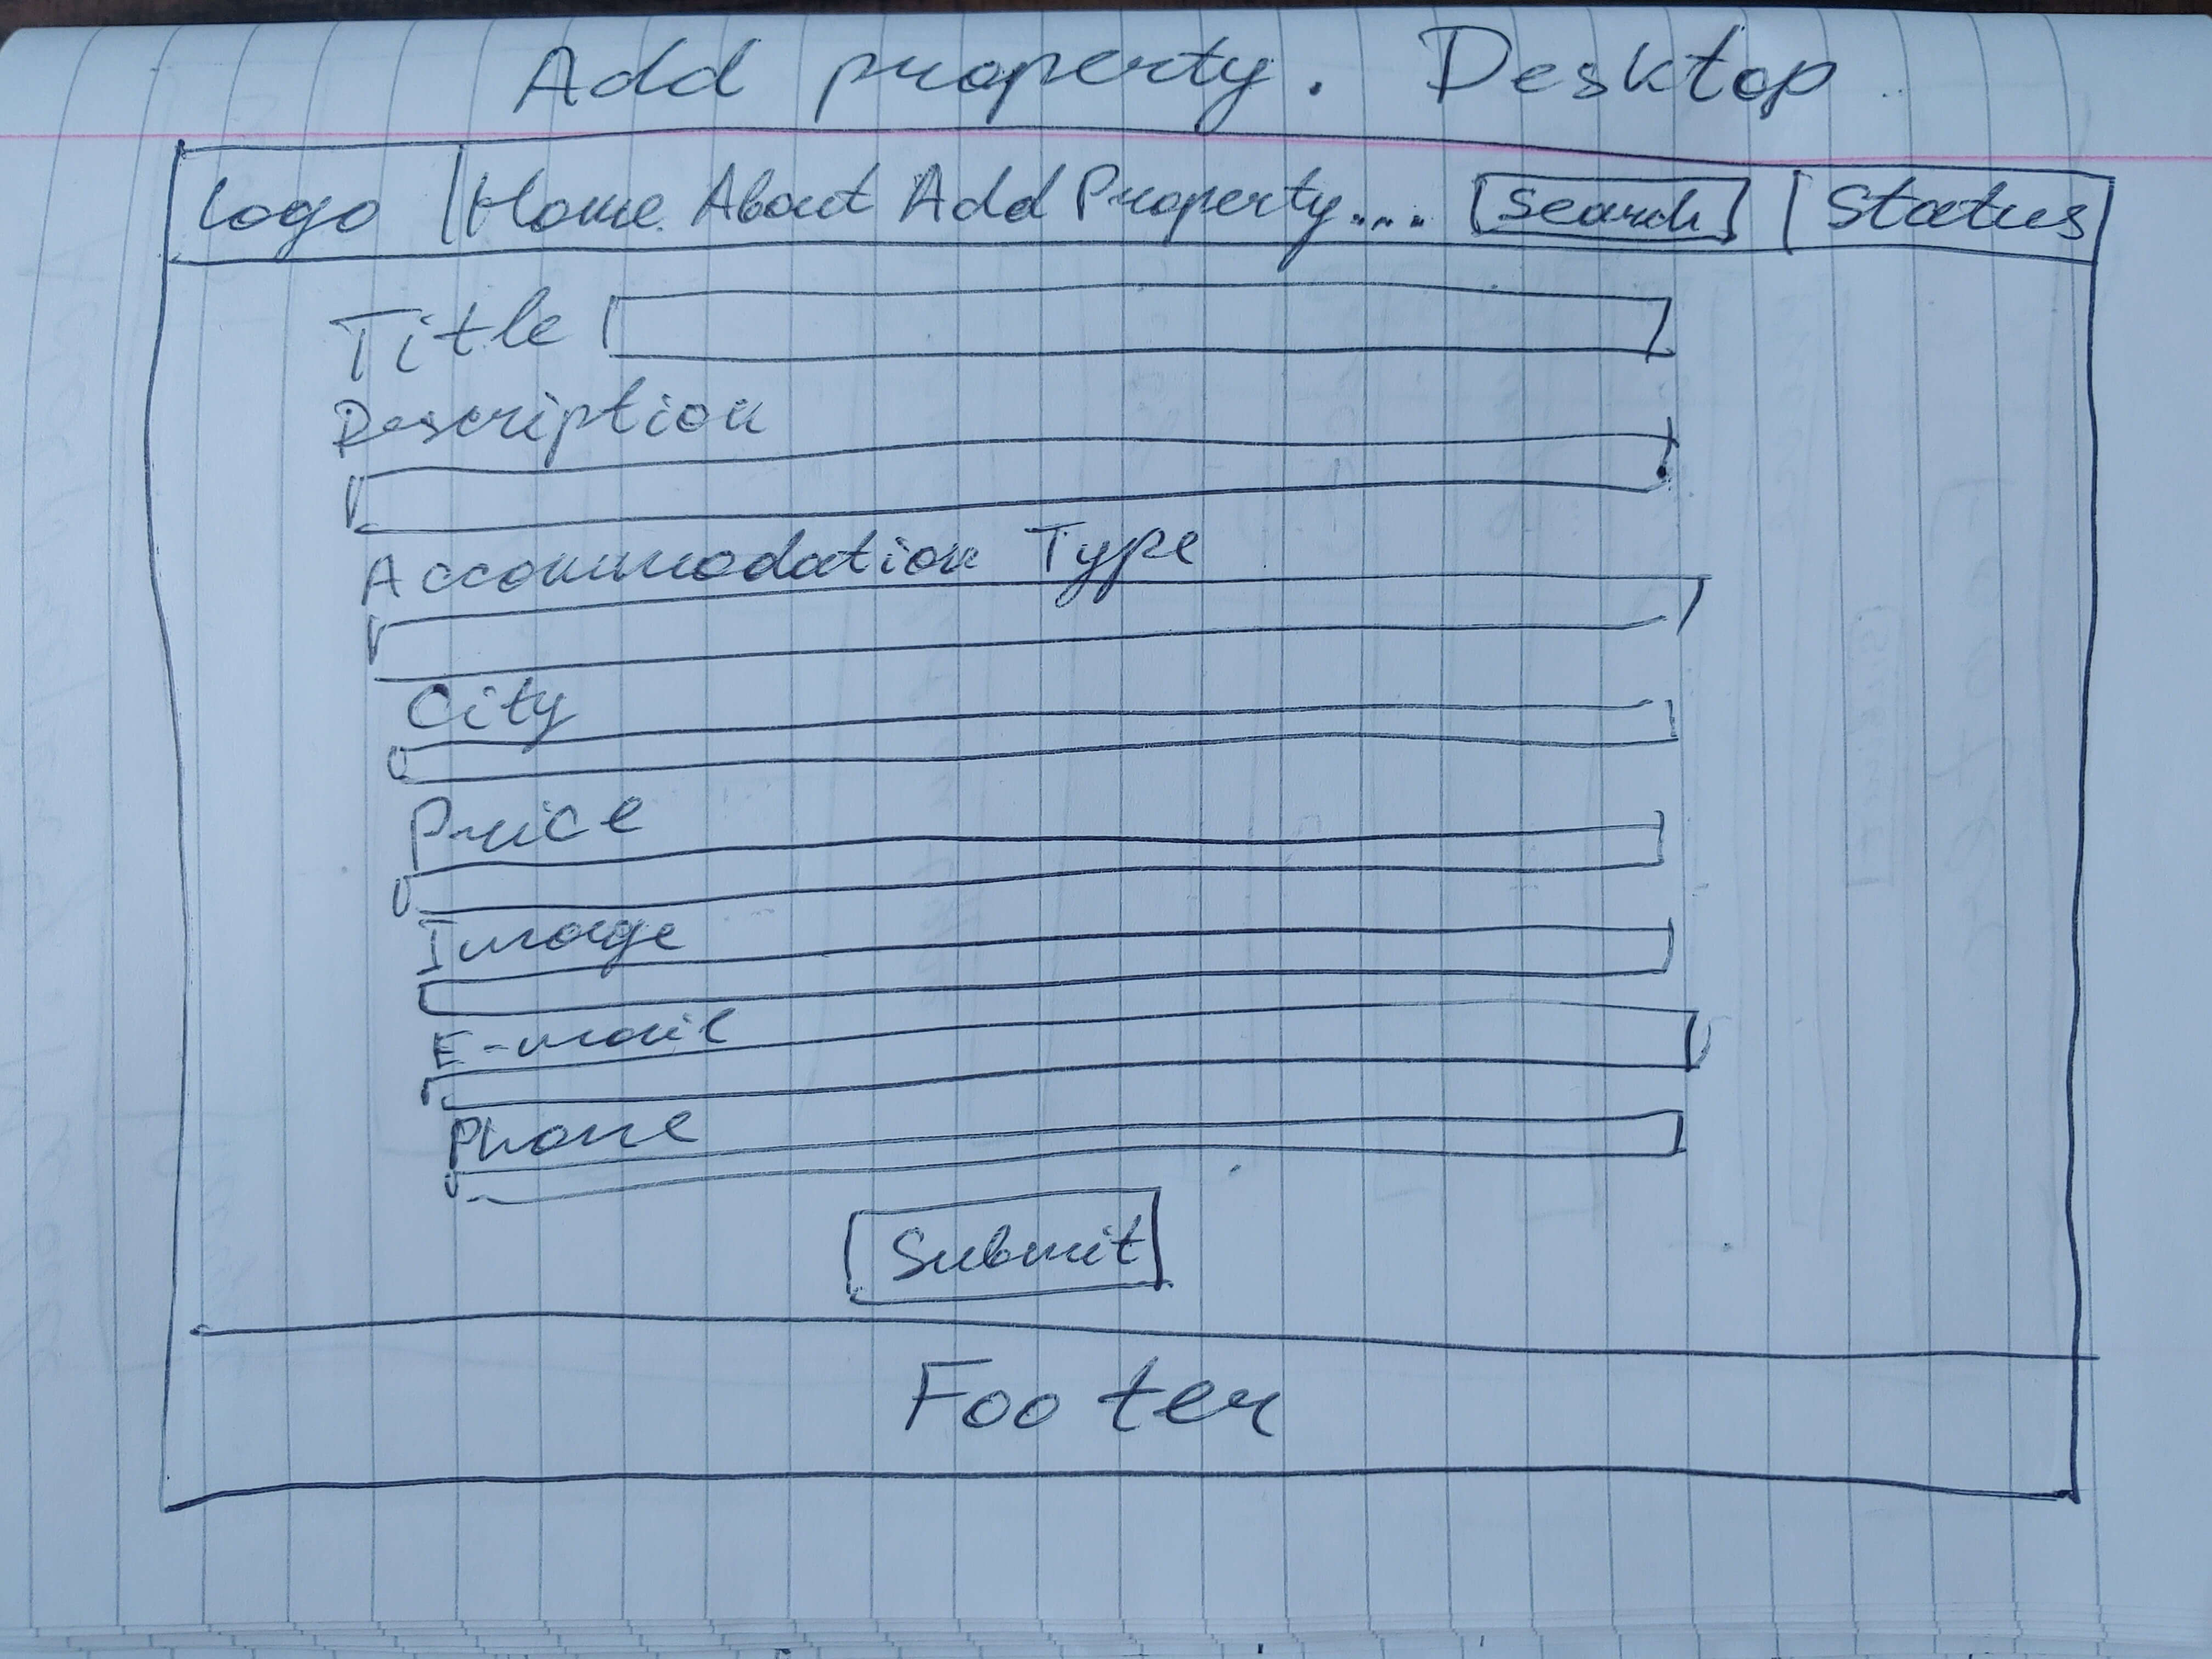 Add property. Desktop
Logo Home About Add Property.... Search Status
Title
Description
Accommodation Type
City
Price
Image
E-mail
Phone
Submit
Footer